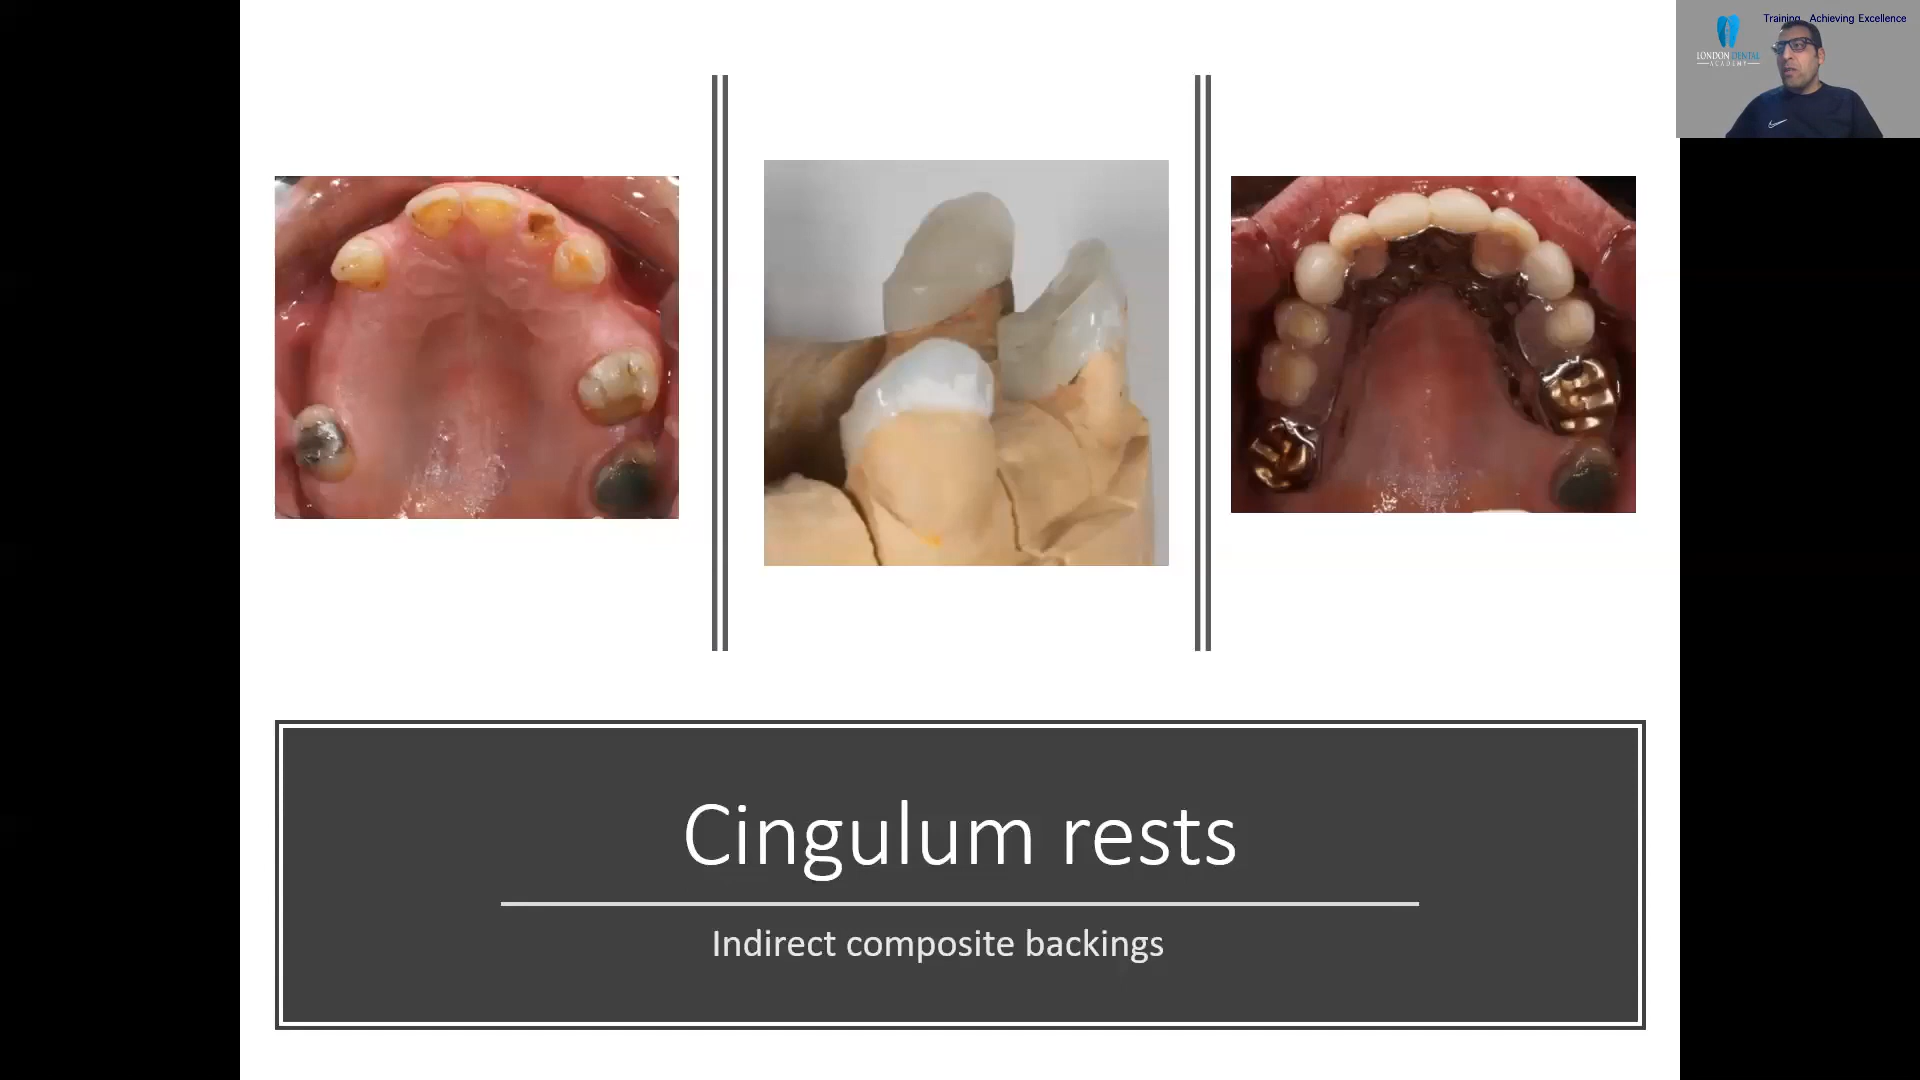 Training, Achieving Excellence
LONDON DENTAL
ACADEMY
Cingulum rests
Indirect composite backings